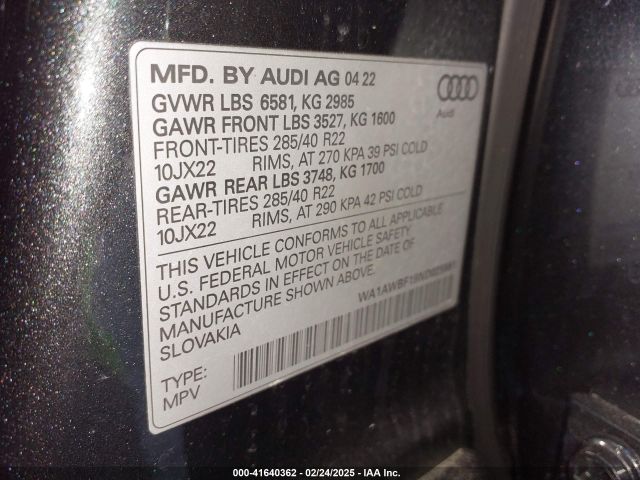 MFD. BY AUDI AG 04 22
GVWR LBS 6581, KG 2985
GAWR FRONT LBS 3527, KG 1600
FRONT-TIRES 285/40 R22
10JX22 RIMS, AT 270 KPA 39 PSI COLD
GAWR REAR LBS 3748, KG 1700
REAR-TIRES 285/40 R22
10JX22 RIMS, AT 290 KPA 42 PSI COLD
THIS VEHICLE CONFORMS TO ALL APPLICABLE
U.S. FEDERAL MOTOR VEHICLE SAFETY
STANDARDS IN EFFECT ON THE DATE OF
MANUFACTURE SHOWN ABOVE.
SLOVAKIA
TYPE:
MPV
Audi
000-41640362 - 02/24/2025 - IAA Inc.